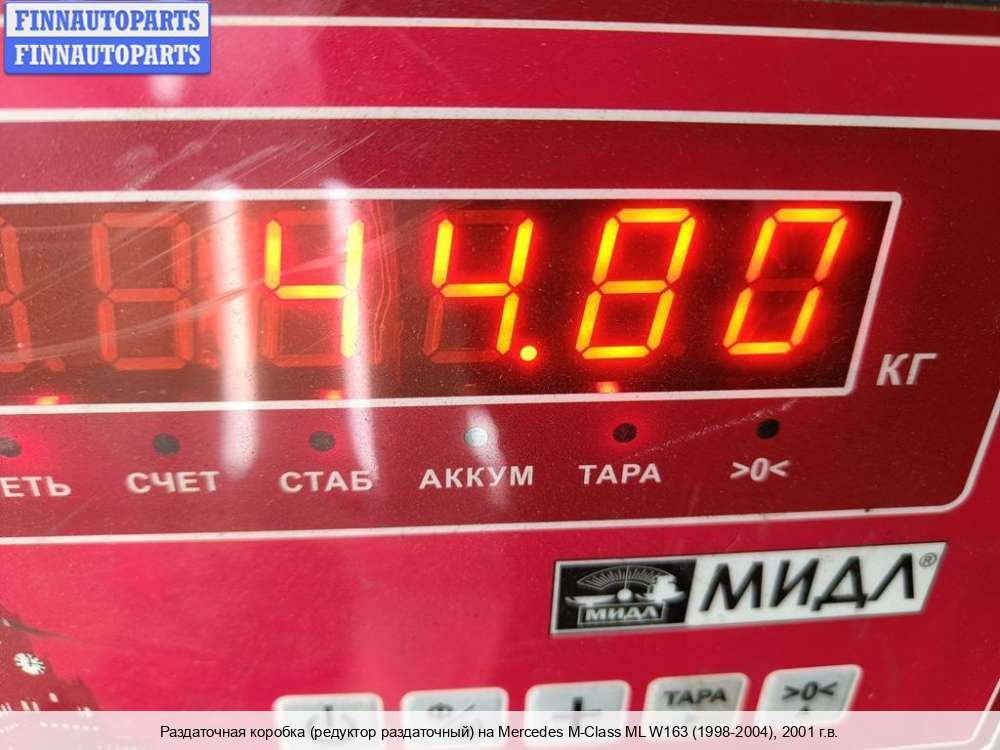 FINNAUTOPARTS
FINNAUTOPARTS
44.80
КГ
ЕТЬ СЧЕТ СТАБ АККУМ ТАРА >0<
МИДЛ МИДЛ®
ТАРА >0<
Раздаточная коробка (редуктор раздаточный) на Mercedes M-Class ML W163 (1998-2004), 2001 г.в.